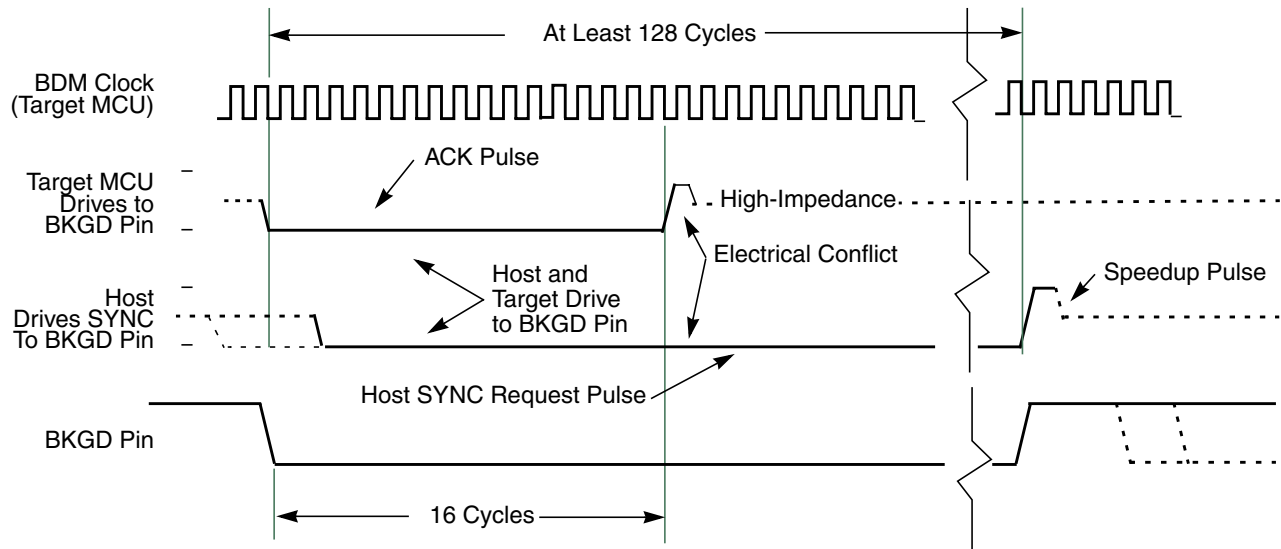 At Least 128 Cycles
BDM Clock
(Target MCU)
ACK Pulse
Target MCU
Drives to
BKGD Pin
High-Impedance
Electrical Conflict
Speedup Pulse
Host and
Target Drive
to BKGD Pin
Host
Drives SYNC
To BKGD Pin
Host SYNC Request Pulse
BKGD Pin
16 Cycles